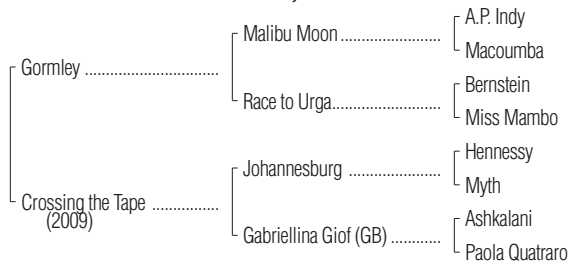 A.P. Indy
Malibu Moon ........................
Macoumba
Gormley ................................
Bernstein
Race to Urga..........................
Miss Mambo
Hennessy
Johannesburg ......................
Myth
Crossing the Tape ................
(2009)
Ashkalani
Gabriellina Giof (GB) ............
Paola Quatraro